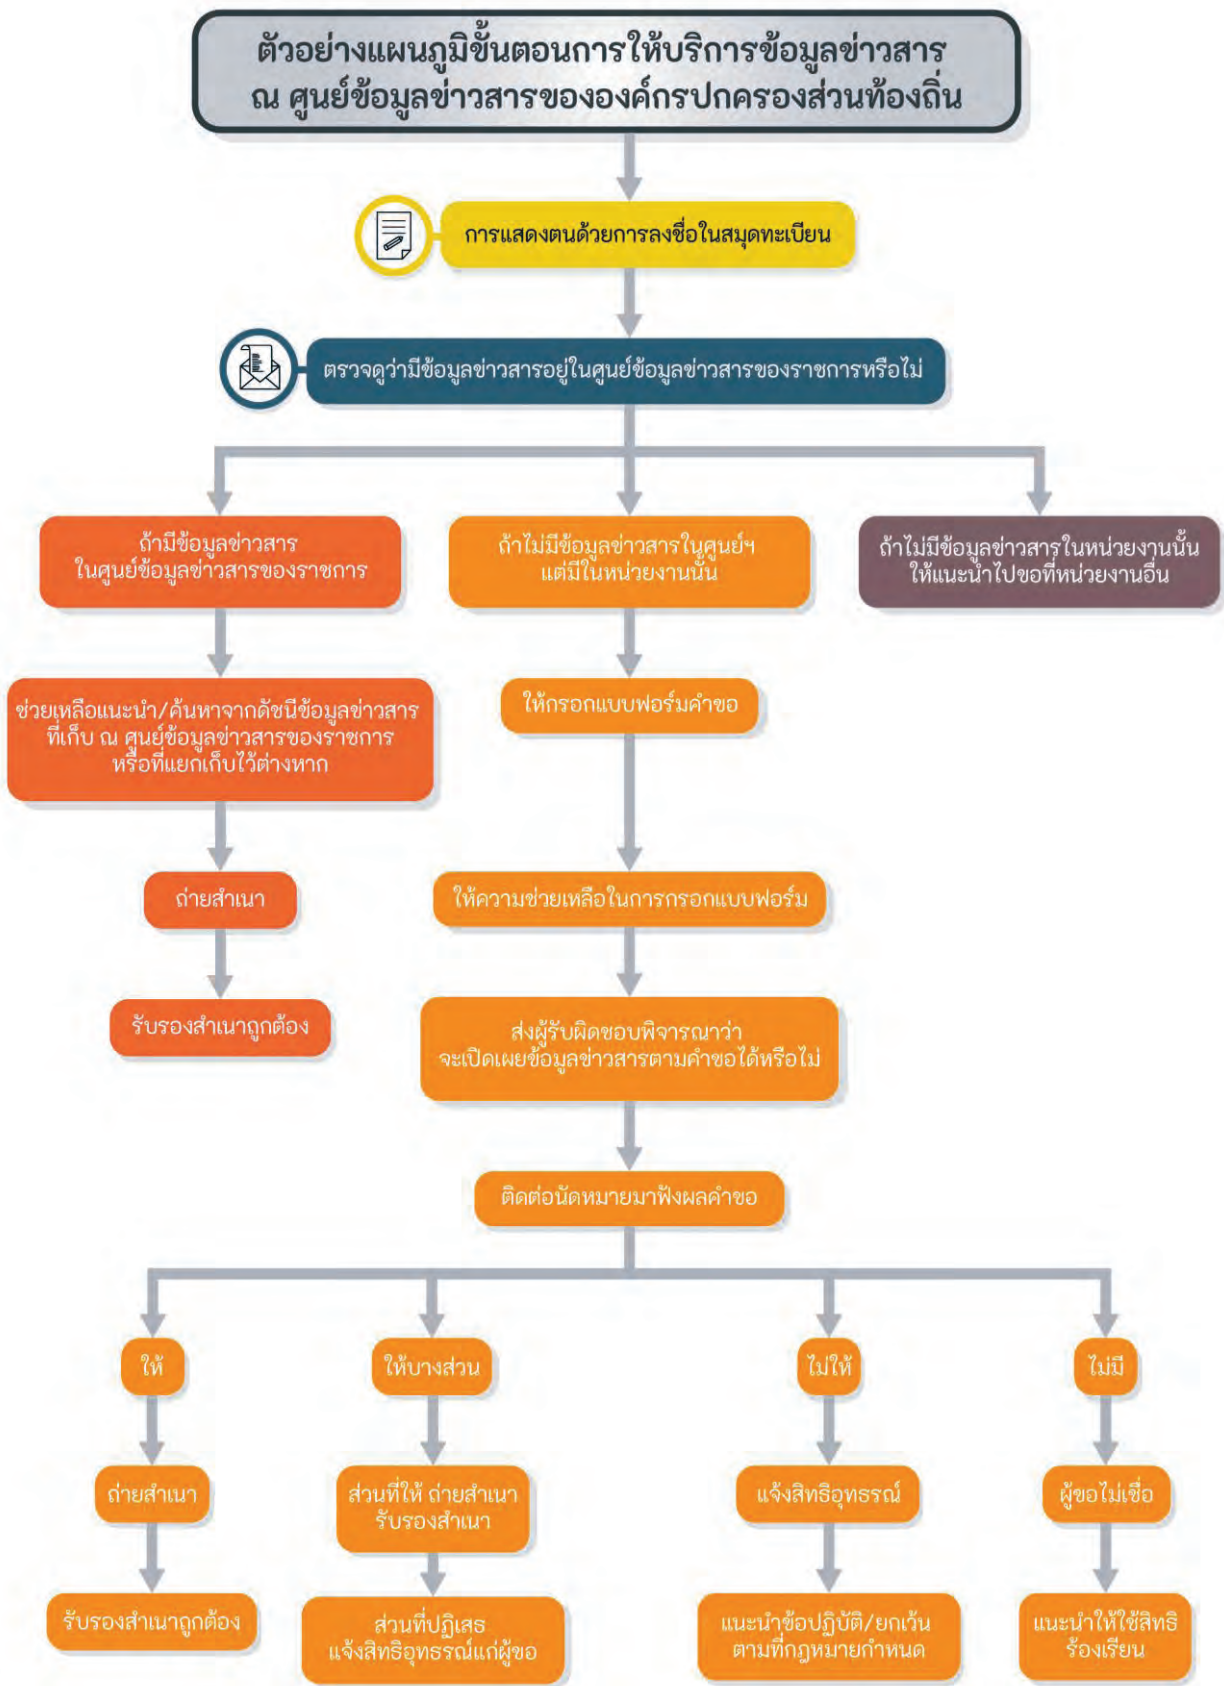 ตัวอย่างแผนภูมิขั้นตอนการให้บริการข้อมูลข่าวสาร
ณ ศูนย์ข้อมูลข่าวสารขององค์กรปกครองส่วนท้องถิ่น
การแสดงตนด้วยการลงชื่อในสมุดทะเบียน
ตรวจดูว่ามีข้อมูลข่าวสารอยู่ในศูนย์ข้อมูลข่าวสารของราชการหรือไม่
ถ้ามีข้อมูลข่าวสาร
ในศูนย์ข้อมูลข่าวสารของราชการ
ถ้าไม่มีข้อมูลข่าวสารในศูนย์ฯ
แต่มีในหน่วยงานนั้น
ถ้าไม่มีข้อมูลข่าวสารในหน่วยงานนั้น
ให้แนะนำไปขอที่หน่วยงานอื่น
ช่วยเหลือแนะนำ/ค้นหาจากดัชนีข้อมูลข่าวสาร
ที่เก็บ ณ ศูนย์ข้อมูลข่าวสารของราชการ
หรือที่แยกเก็บไว้ต่างหาก
ให้กรอกแบบฟอร์มคำขอ
ถ่ายสำเนา
ให้ความช่วยเหลือในการกรอกแบบฟอร์ม
รับรองสำเนาถูกต้อง
ส่งผู้รับผิดชอบพิจารณาว่า
จะเปิดเผยข้อมูลข่าวสารตามคำขอได้หรือไม่
ติดต่อนัดหมายมาฟังผลคำขอ
ให้
ให้บางส่วน
ไม่ให้
ไม่มี
ถ่ายสำเนา
ส่วนที่ให้ ถ่ายสำเนา
รับรองสำเนา
แจ้งสิทธิอุทธรณ์
ผู้ขอไม่เชื่อ
รับรองสำเนาถูกต้อง
ส่วนที่ปฏิเสธ
แจ้งสิทธิอุทธรณ์แก่ผู้ขอ
แนะนำข้อปฏิบัติ/ยกเว้น
ตามที่กฎหมายกำหนด
แนะนำให้ใช้สิทธิ
ร้องเรียน